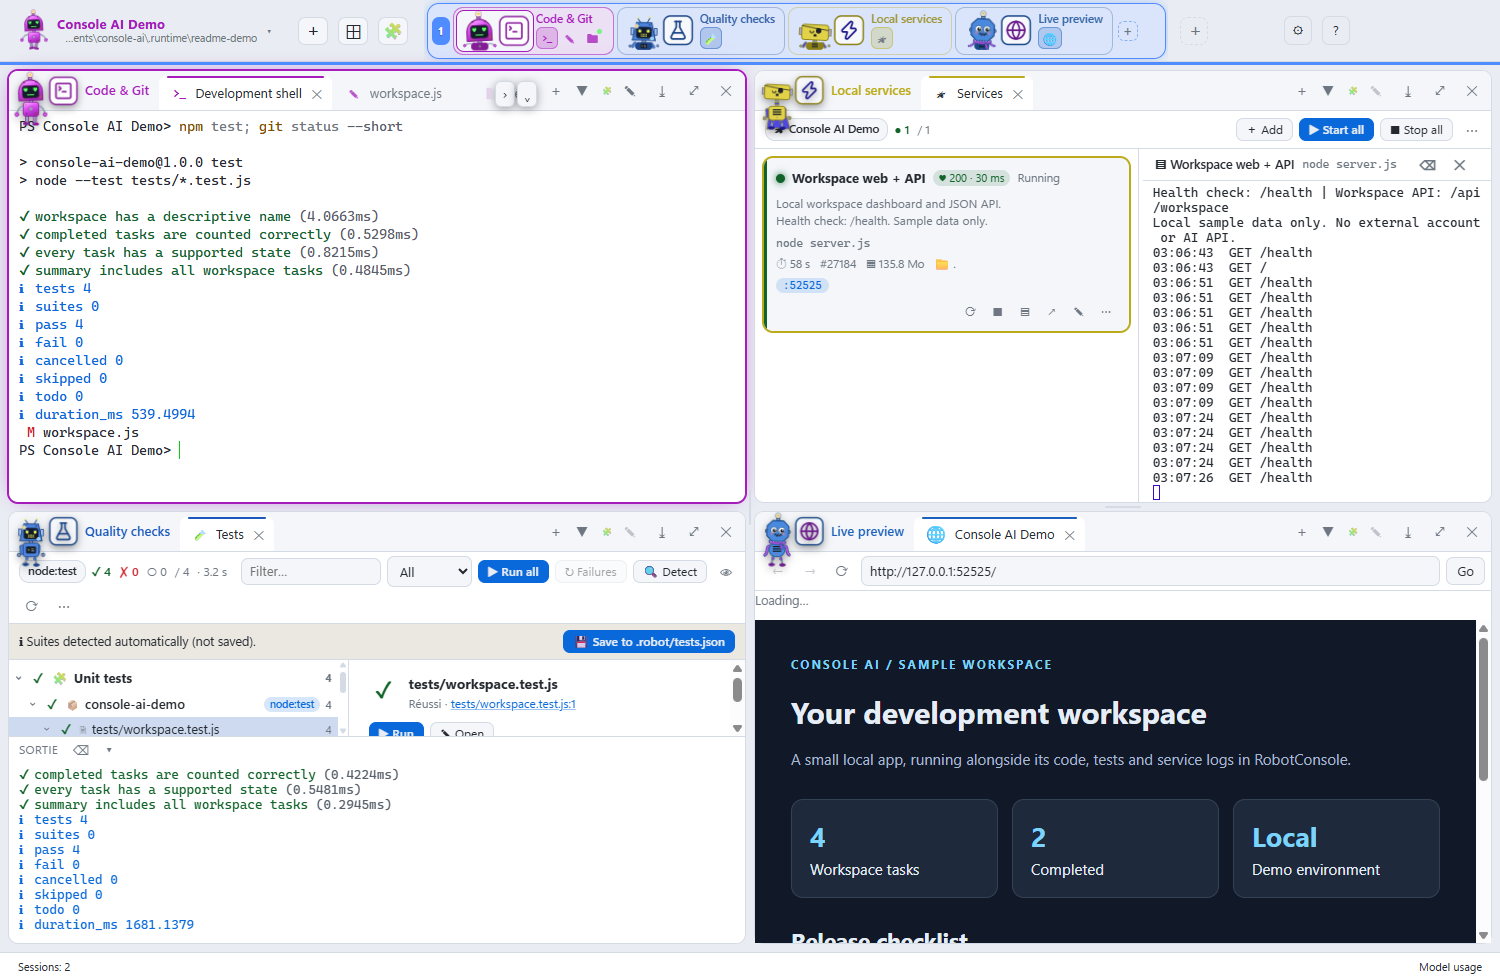 Console AI Demo
...ents\console-ai\.runtime\readme-demo
1
Code & Git
Quality checks
Local services
Live preview
Code & Git
Development shell
workspace.js
PS Console AI Demo> npm test; git status --short
> console-ai-demo@1.0.0 test
> node --test tests/*.test.js
✓ workspace has a descriptive name (4.0663ms)
✓ completed tasks are counted correctly (0.5298ms)
✓ every task has a supported state (0.8215ms)
✓ summary includes all workspace tasks (0.4845ms)
ℹ tests 4
ℹ suites 0
ℹ pass 4
ℹ fail 0
ℹ cancelled 0
ℹ skipped 0
ℹ todo 0
ℹ duration_ms 539.4994
M workspace.js
PS Console AI Demo>
Local services
Services
Console AI Demo
● 1 / 1
+ Add
Start all
Stop all
Workspace web + API ♥ 200 · 30 ms Running
Local workspace dashboard and JSON API.
Health check: /health. Sample data only.
node server.js
58 s #27184 135.8 Mo .
:52525
Workspace web + API node server.js
Health check: /health | Workspace API: /api
/workspace
Local sample data only. No external account
or AI API.
03:06:43 GET /health
03:06:43 GET /
03:06:51 GET /health
03:06:51 GET /health
03:06:51 GET /health
03:06:51 GET /health
03:06:51 GET /health
03:07:09 GET /health
03:07:09 GET /health
03:07:09 GET /health
03:07:09 GET /health
03:07:24 GET /health
03:07:24 GET /health
03:07:24 GET /health
03:07:24 GET /health
03:07:26 GET /health
Quality checks
Tests
node:test
✓ 4 ✗ 0 ○ 0 / 4 · 3.2 s
Filter...
All
Run all
Failures
Detect
ℹ Suites detected automatically (not saved).
Save to .robot/tests.json
Unit tests 4
console-ai-demo node:test 4
tests/workspace.test.js 4
tests/workspace.test.js
Réussi · tests/workspace.test.js:1
Run
Open
SORTIE
✓ completed tasks are counted correctly (0.4224ms)
✓ every task has a supported state (0.5481ms)
✓ summary includes all workspace tasks (0.2945ms)
ℹ tests 4
ℹ suites 0
ℹ pass 4
ℹ fail 0
ℹ cancelled 0
ℹ skipped 0
ℹ todo 0
ℹ duration_ms 1681.1379
Live preview
Console AI Demo
http://127.0.0.1:52525/
Go
Loading...
CONSOLE AI / SAMPLE WORKSPACE
Your development workspace
A small local app, running alongside its code, tests and service logs in RobotConsole.
4
Workspace tasks
2
Completed
Local
Demo environment
Release checklist
Sessions: 2
Model usage